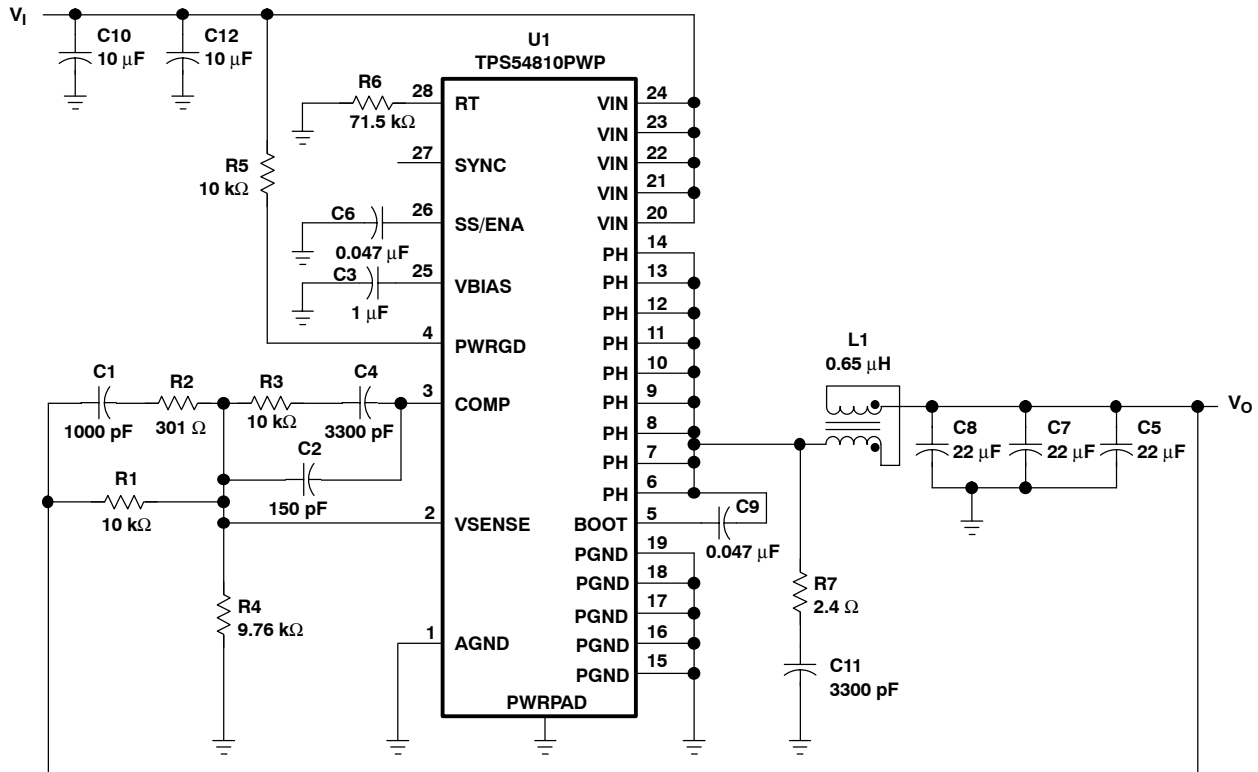 V_I
C10
10 μF
C12
10 μF
U1
TPS54810PWP
R6
71.5 kΩ
28
RT
VIN
24
VIN
23
27
SYNC
VIN
22
R5
10 kΩ
VIN
21
C6
0.047 μF
26
SS/ENA
VIN
20
PH
14
C3
1 μF
25
VBIAS
PH
13
PH
12
4
PWRGD
PH
11
PH
10
L1
0.65 μH
C1
1000 pF
R2
301 Ω
R3
10 kΩ
C4
3300 pF
3
COMP
PH
9
V_O
PH
8
C8
22 μF
C7
22 μF
C5
22 μF
C2
150 pF
PH
7
R1
10 kΩ
PH
6
C9
0.047 μF
2
VSENSE
BOOT
5
PGND
19
PGND
18
R7
2.4 Ω
R4
9.76 kΩ
PGND
17
1
AGND
PGND
16
PGND
15
C11
3300 pF
PWRPAD